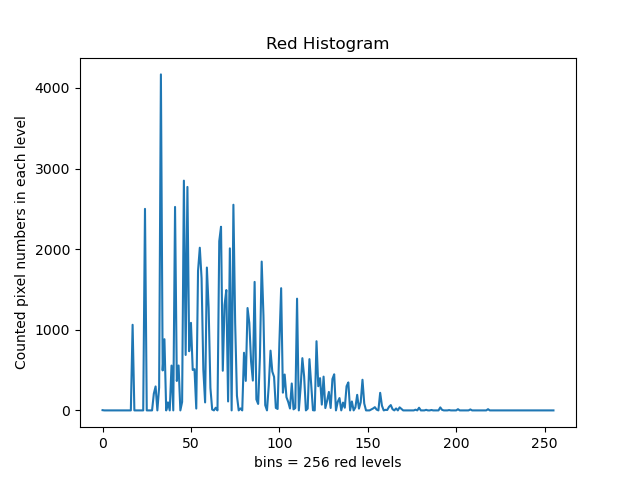 Red Histogram
Counted pixel numbers in each level
4000
3000
2000
1000
0
0 50 100 150 200 250
bins = 256 red levels